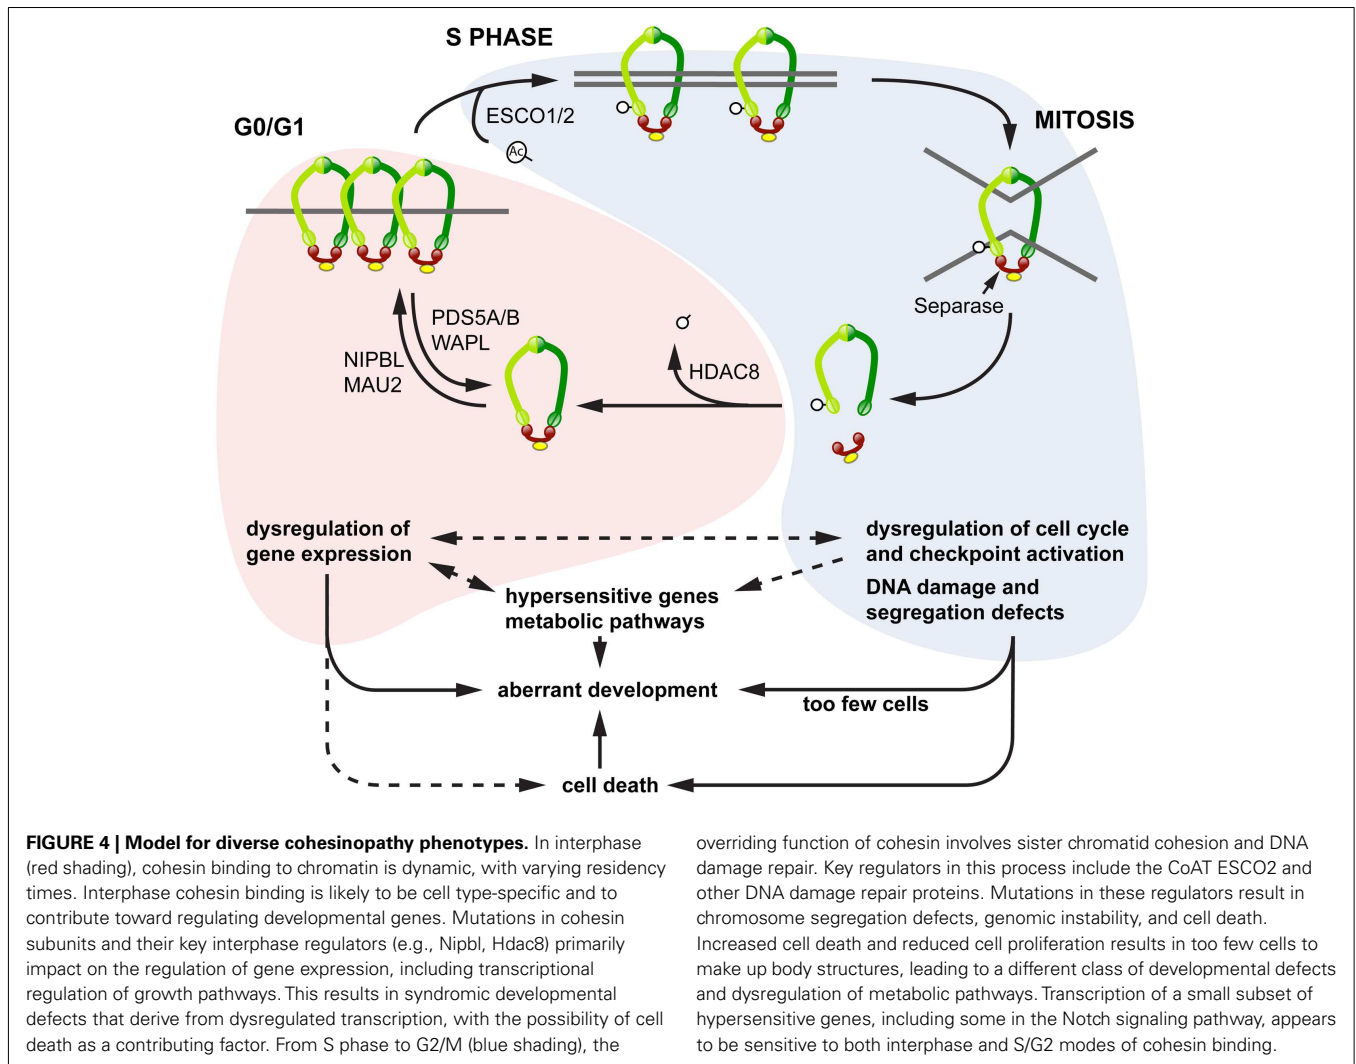 S PHASE
ESCO1/2
G0/G1
Ac
MITOSIS
Separase
PDS5A/B
WAPL
NIPBL
MAU2
HDAC8
dysregulation of
gene expression
dysregulation of cell cycle
and checkpoint activation
DNA damage and
segregation defects
hypersensitive genes
metabolic pathways
aberrant development
too few cells
cell death
FIGURE 4 | Model for diverse cohesinopathy phenotypes. In interphase
(red shading), cohesin binding to chromatin is dynamic, with varying residency
times. Interphase cohesin binding is likely to be cell type-specific and to
contribute toward regulating developmental genes. Mutations in cohesin
subunits and their key interphase regulators (e.g., Nipbl, Hdac8) primarily
impact on the regulation of gene expression, including transcriptional
regulation of growth pathways. This results in syndromic developmental
defects that derive from dysregulated transcription, with the possibility of cell
death as a contributing factor. From S phase to G2/M (blue shading), the
overriding function of cohesin involves sister chromatid cohesion and DNA
damage repair. Key regulators in this process include the CoAT ESCO2 and
other DNA damage repair proteins. Mutations in these regulators result in
chromosome segregation defects, genomic instability, and cell death.
Increased cell death and reduced cell proliferation results in too few cells to
make up body structures, leading to a different class of developmental defects
and dysregulation of metabolic pathways. Transcription of a small subset of
hypersensitive genes, including some in the Notch signaling pathway, appears
to be sensitive to both interphase and S/G2 modes of cohesin binding.